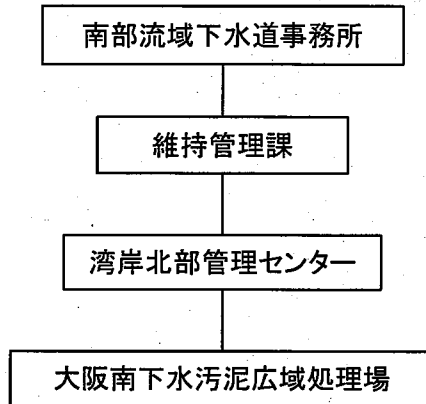 南部流域下水道事務所
維持管理課
湾岸北部管理センター
大阪南下水汚泥広域処理場